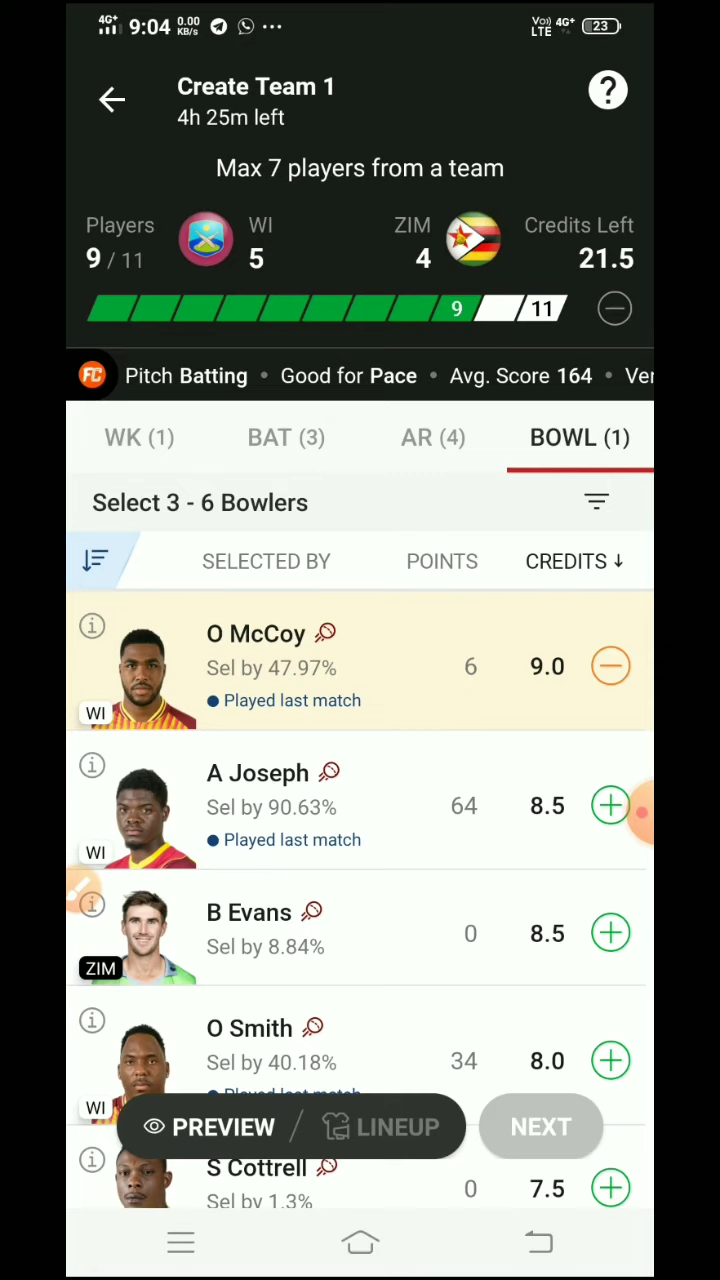 4G+ 9:04 0.00 KB/s Vo) LTE 4G+ 23
Create Team 1
4h 25m left
?
Max 7 players from a team
Players WI ZIM Credits Left
9 / 11 5 4 21.5
9 11
FC Pitch Batting • Good for Pace • Avg. Score 164 • Ver
WK (1) BAT (3) AR (4) BOWL (1)
Select 3 - 6 Bowlers
SELECTED BY POINTS CREDITS ↓
O McCoy
Sel by 47.97% 6 9.0
Played last match
WI
A Joseph
Sel by 90.63% 64 8.5
Played last match
WI
B Evans
Sel by 8.84% 0 8.5
ZIM
O Smith
Sel by 40.18% 34 8.0
Played last match
WI
PREVIEW / LINEUP NEXT
S Cottrell
Sel by 1.3% 0 7.5